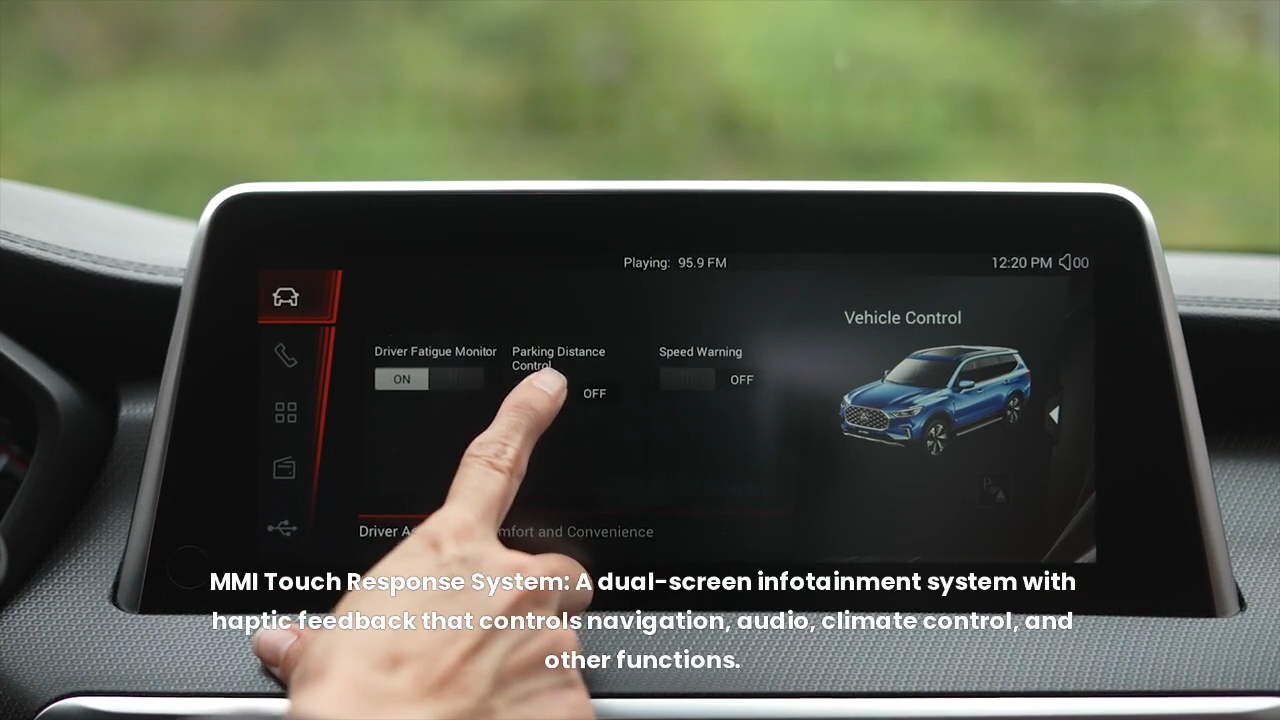 Playing: 95.9 FM
12:20 PM 00
Vehicle Control
Driver Fatigue Monitor
Parking Distance
Control
Speed Warning
ON
OFF
OFF
Driver
and Convenience
MMI Touch Response System: A dual-screen infotainment system with
haptic feedback that controls navigation, audio, climate control, and
other functions.